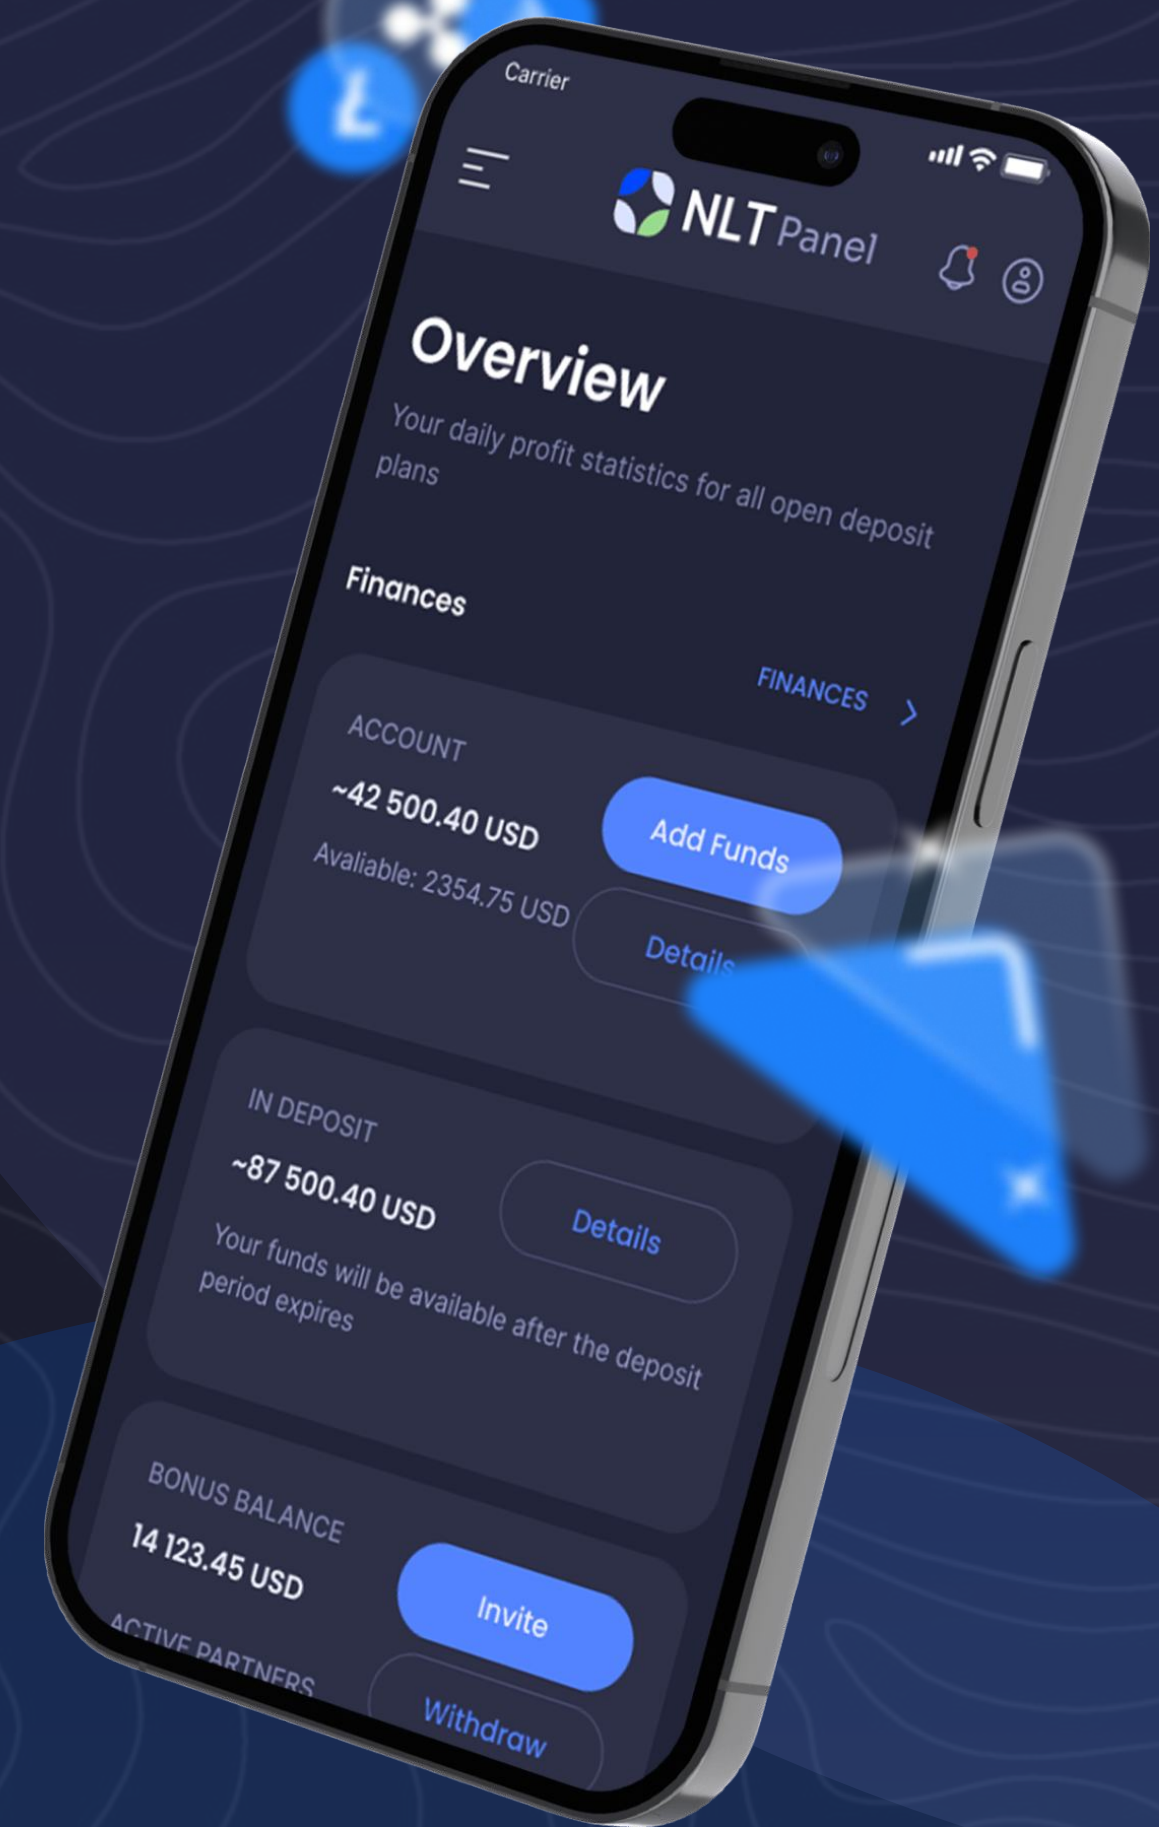 Carrier
NLT Panel
Overview
Your daily profit statistics for all open deposit
plans
Finances
FINANCES
ACCOUNT
~42 500.40 USD
Add Funds
Avaliable: 2354.75 USD
Details
IN DEPOSIT
~87 500.40 USD
Details
Your funds will be available after the deposit
period expires
BONUS BALANCE
14 123.45 USD
Invite
ACTIVE PARTNERS
Withdraw